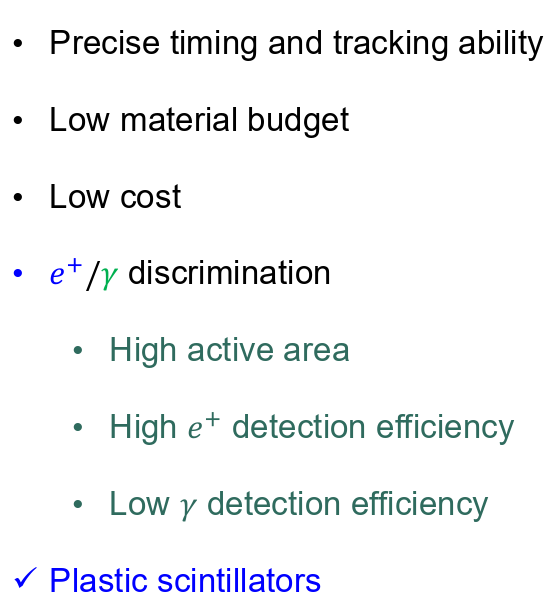 • Precise timing and tracking ability
• Low material budget
• Low cost
• e⁺/γ discrimination
• High active area
• High e⁺ detection efficiency
• Low γ detection efficiency
✓ Plastic scintillators